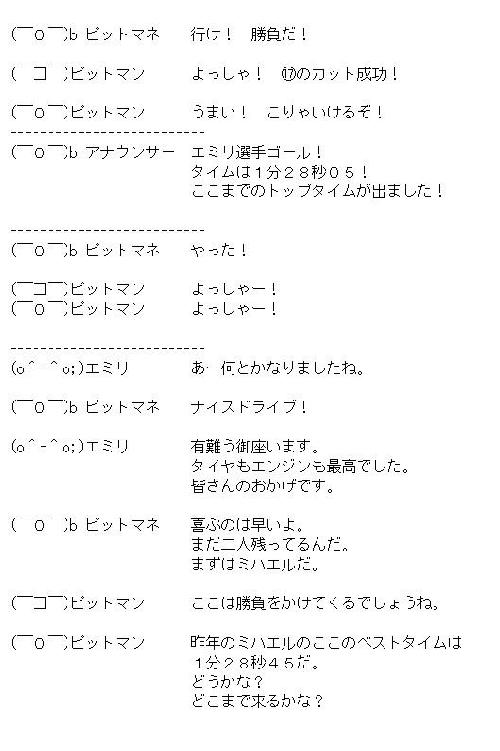 (￣Ｏ￣)b ピットマネ　行け！　勝負だ！
(　コ　)ピットマン　よっしゃ！　⑰のカット成功！
(￣Ｏ￣)ピットマン　うまい！　こりゃいけるぞ！
--------------------------
(￣Ｏ￣)b アナウンサー　エミリ選手ゴール！
タイムは１分２８秒０５！
ここまでのトップタイムが出ました！
--------------------------
(￣Ｏ￣)b ピットマネ　やった！
(￣コ￣)ピットマン　よっしゃー！
(￣Ｏ￣)ピットマン　よっしゃー！
--------------------------
(o＾-＾o;)エミリ　あ- 何とかなりましたね。
(￣Ｏ￣)b ピットマネ　ナイスドライブ！
(o＾-＾o;)エミリ　有難う御座います。
タイヤもエンジンも最高でした。
皆さんのおかげです。
(　Ｏ　)b ピットマネ　喜ぶのは早いよ。
まだ二人残ってるんだ。
まずはミハエルだ。
(￣コ￣)ピットマン　ここは勝負をかけてくるでしょうね。
(￣Ｏ￣)ピットマン　昨年のミハエルのここのベストタイムは
１分２８秒４５だ。
どうかな？
どこまで来るかな？